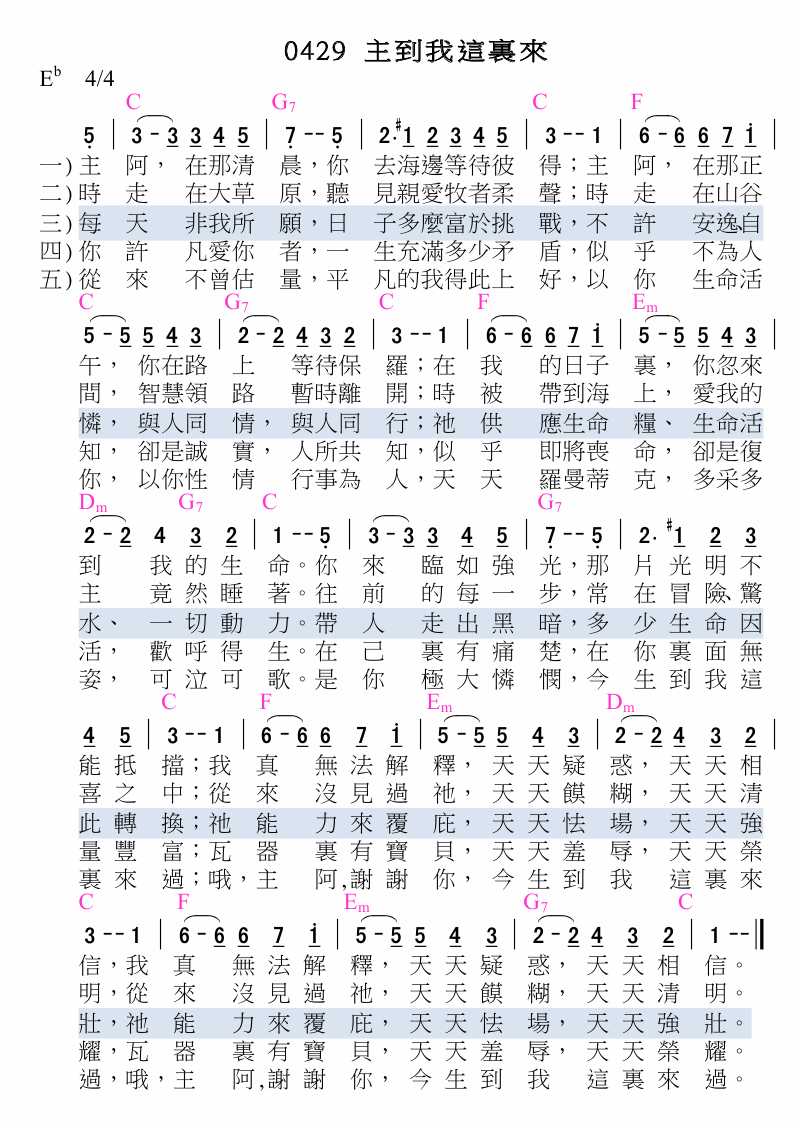 0429 主到我這裏來
E♭ 4/4
C G7 C F
5̣ | 3 - 3 3 4 5 | 7̣ -- 5̣ | 2. #1 2 3 4 5 | 3 -- 1 | 6 - 6 6 7 i |
一)主 阿， 在那清 晨，你 去海邊等待彼 得；主 阿， 在那正
二)時 走 在大草 原，聽 見親愛牧者柔 聲；時 走 在山谷
三)每 天 非我所 願，日 子多麼富於挑 戰，不 許 安逸、自
四)你 許 凡愛你 者，一 生充滿多少矛 盾，似 乎 不為人
五)從 來 不曾估 量，平 凡的我得此上 好，以 你 生命活
C G7 C F Em
5 - 5 5 4 3 | 2 - 2 4 3 2 | 3 -- 1 | 6 - 6 6 7 i | 5 - 5 5 4 3 |
午， 你在路 上 等待保 羅；在 我 的日子 裏，你忽來
間，智慧領 路 暫時離 開；時 被 帶到海 上，愛我的
憐，與人同 情，與人同 行；祂 供 應生命 糧、 生命活
知，卻是誠 實，人所共 知，似 乎 即將喪 命，卻是復
你，以你性 情 行事為 人，天 天 羅曼蒂 克，多采多
Dm G7 C G7
2 - 2 4 3 2 | 1 -- 5̣ | 3 - 3 3 4 5 | 7̣ -- 5̣ | 2. #1 2 3
到 我 的 生 命。你 來 臨 如 強 光，那 片 光 明 不
主 竟 然 睡 著。往 前 的 每 一 步，常 在 冒 險、驚
水、 一 切 動 力。帶 人 走 出 黑 暗，多 少 生 命 因
活，歡 呼 得 生。在 己 裏 有 痛 楚，在 你 裏 面 無
姿，可 泣 可 歌。是 你 極 大 憐 憫，今 生 到 我 這
C F Em Dm
4 5 | 3 -- 1 | 6 - 6 6 7 i | 5 - 5 5 4 3 | 2 - 2 4 3 2 |
能 抵 擋；我 真 無 法 解 釋，天 天 疑 惑，天 天 相
喜 之 中；從 來 沒 見 過 祂，天 天 饃 糊，天 天 清
此 轉 換；祂 能 力 來 覆 庇，天 天 怯 場，天 天 強
量 豐 富；瓦 器 裏 有 寶 貝，天 天 羞 辱，天 天 榮
裏 來 過；哦，主 阿,謝 謝 你，今 生 到 我 這 裏 來
C F Em G7 C
3 -- 1 | 6 - 6 6 7 i | 5 - 5 5 4 3 | 2 - 2 4 3 2 | 1 -- ||
信，我 真 無 法 解 釋，天 天 疑 惑，天 天 相 信。
明，從 來 沒 見 過 祂，天 天 饃 糊，天 天 清 明。
壯，祂 能 力 來 覆 庇，天 天 怯 場，天 天 強 壯。
耀，瓦 器 裏 有 寶 貝，天 天 羞 辱，天 天 榮 耀。
過，哦，主 阿,謝 謝 你，今 生 到 我 這 裏 來 過。